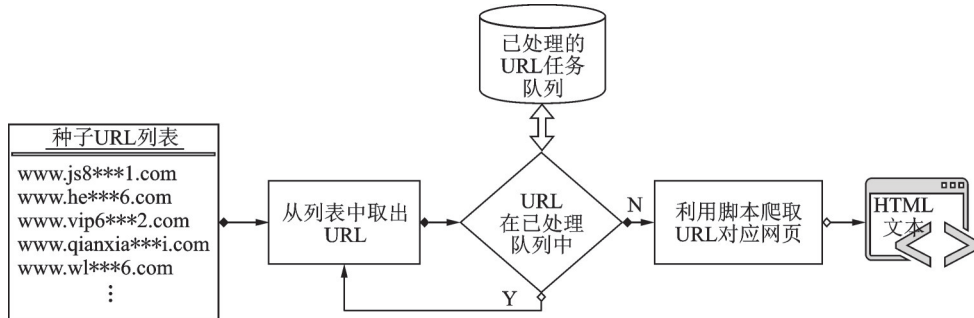 已处理的
URL任务
队列
种子URL列表
www.js8***1.com
www.he***6.com
www.vip6***2.com
www.qianxia***i.com
www.wl***6.com
⋮
从列表中取出
URL
URL
在已处理
队列中
N
Y
利用脚本爬取
URL对应网页
HTML
文本